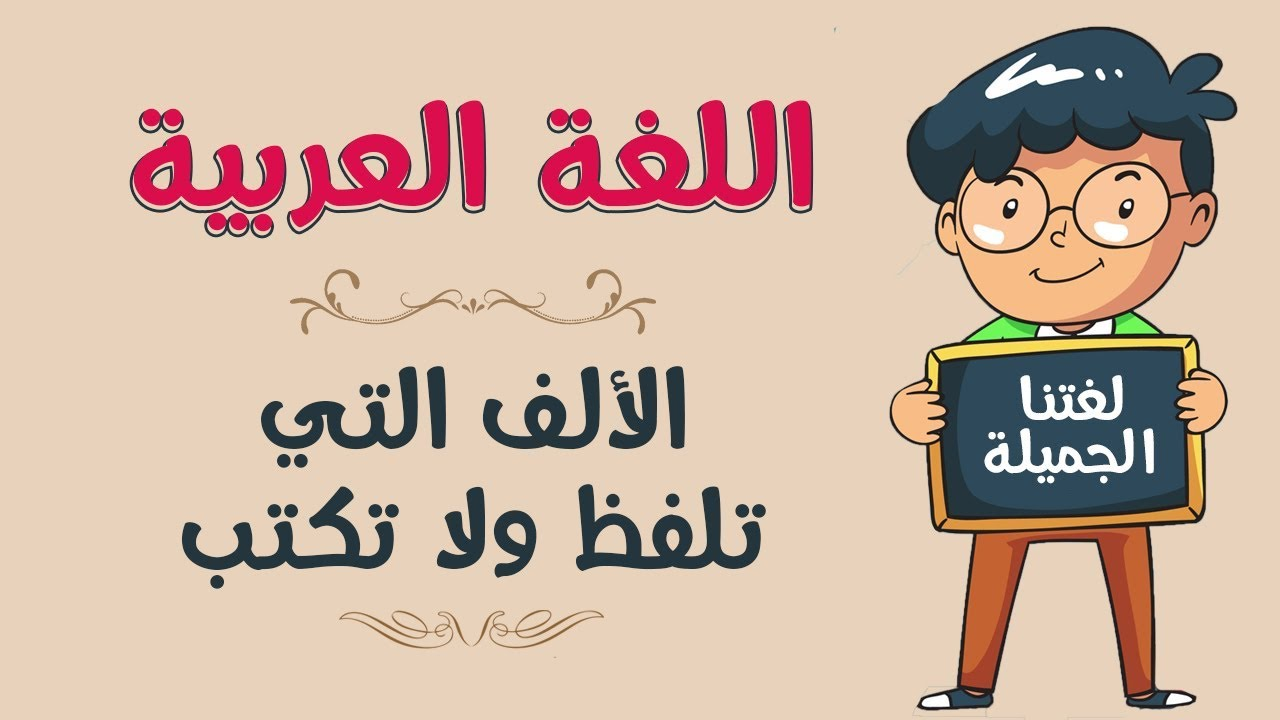 اللغة العربية
الألف التي
تلفظ ولا تكتب
لغتنا
الجميلة